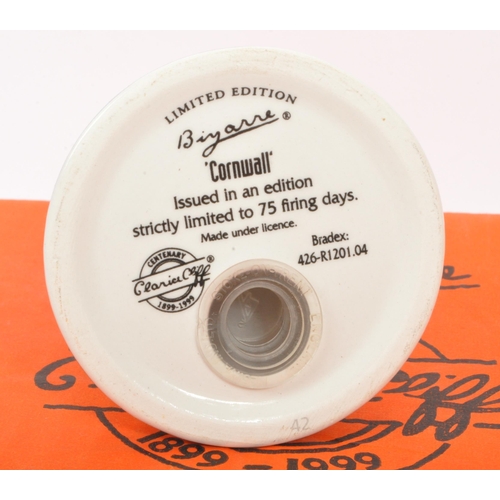 LIMITED EDITION
Bizarre ®
'Cornwall'
Issued in an edition
strictly limited to 75 firing days.
Made under licence.
Bradex:
426-R1201.04
CENTENARY ®
Clarice Cliff
1899-1999
A2
1899 - 1999